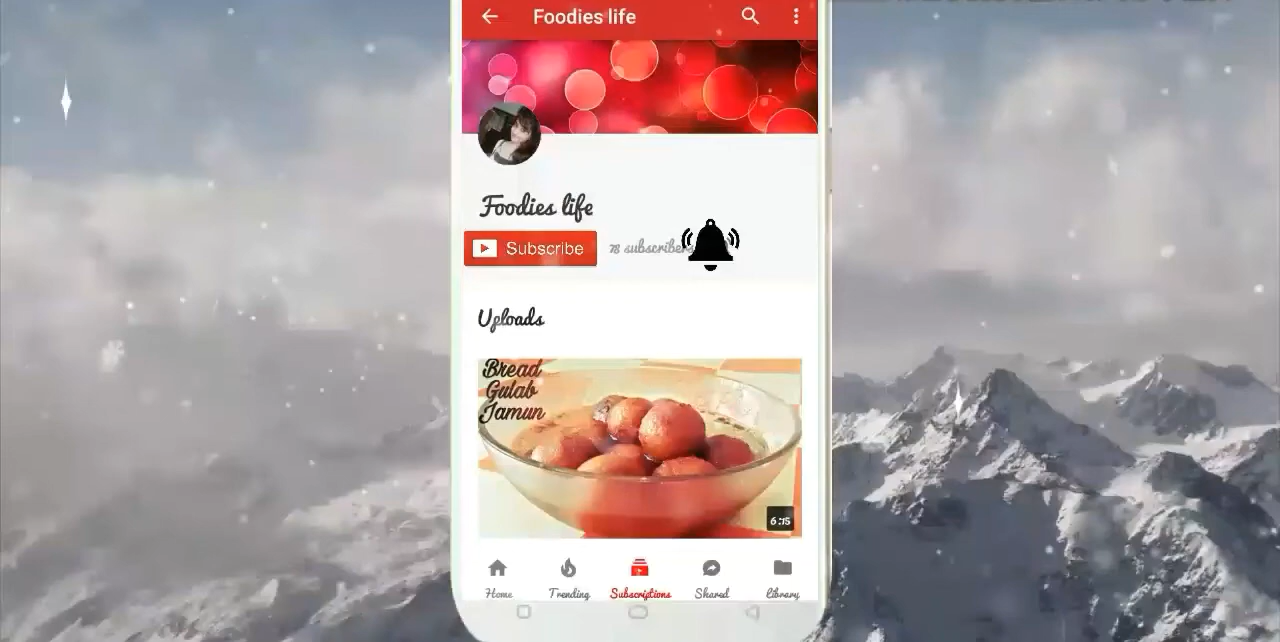 Foodies life
Foodies life
Subscribe
78 subscribers
Uploads
Bread
Gulab
Jamun
6:15
Home
Trending
Subscriptions
Shared
Library